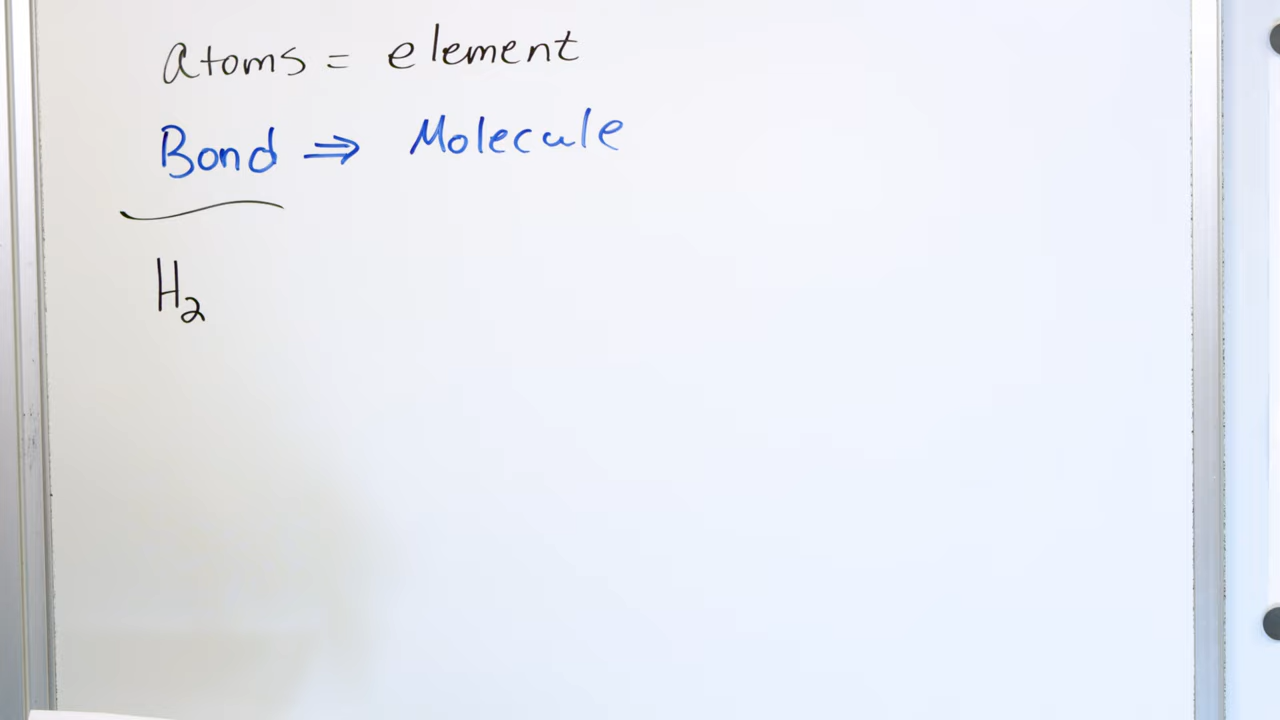 atoms = element
Bond ⇒ Molecule
H₂